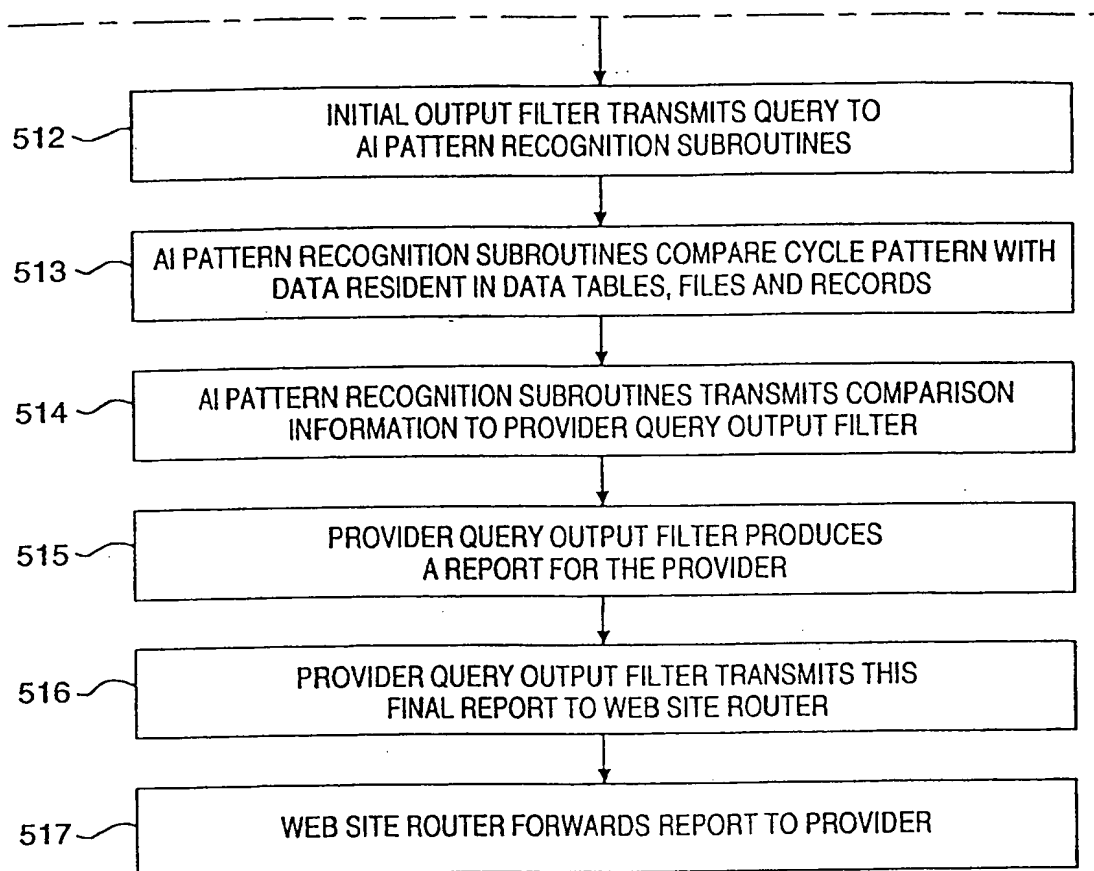 512
INITIAL OUTPUT FILTER TRANSMITS QUERY TO
AI PATTERN RECOGNITION SUBROUTINES
513
AI PATTERN RECOGNITION SUBROUTINES COMPARE CYCLE PATTERN WITH
DATA RESIDENT IN DATA TABLES, FILES AND RECORDS
514
AI PATTERN RECOGNITION SUBROUTINES TRANSMITS COMPARISON
INFORMATION TO PROVIDER QUERY OUTPUT FILTER
515
PROVIDER QUERY OUTPUT FILTER PRODUCES
A REPORT FOR THE PROVIDER
516
PROVIDER QUERY OUTPUT FILTER TRANSMITS THIS
FINAL REPORT TO WEB SITE ROUTER
517
WEB SITE ROUTER FORWARDS REPORT TO PROVIDER